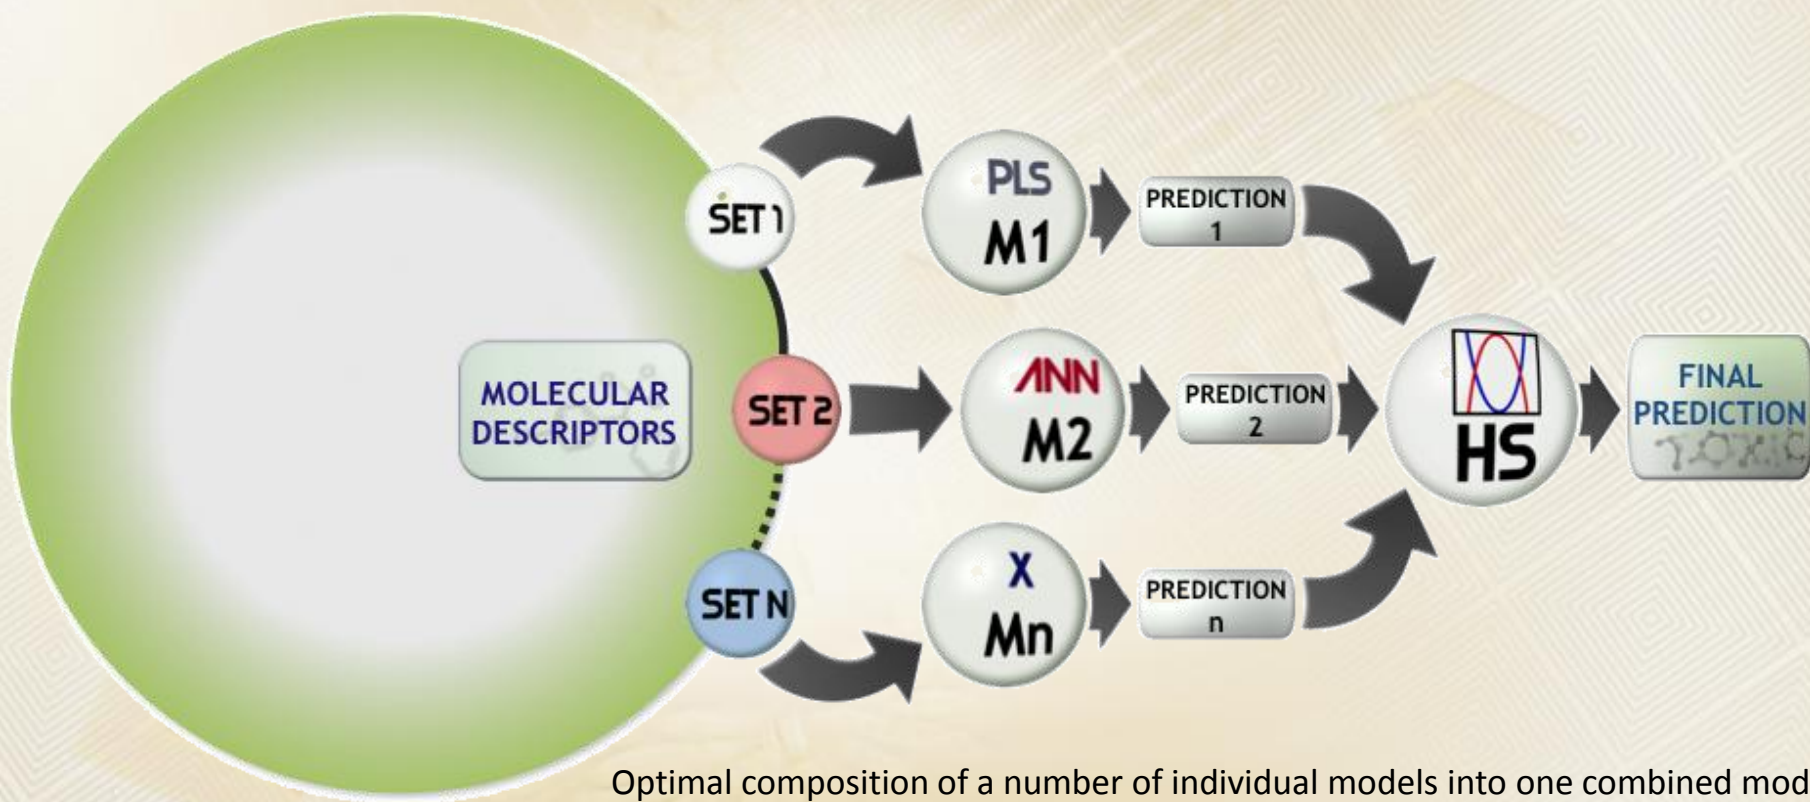 MOLECULAR
DESCRIPTORS
SET 1
SET 2
SET N
PLS
M1
ANN
M2
X
Mn
PREDICTION
1
PREDICTION
2
PREDICTION
n
HS
FINAL
PREDICTION
TOXIC
Optimal composition of a number of individual models into one combined mod